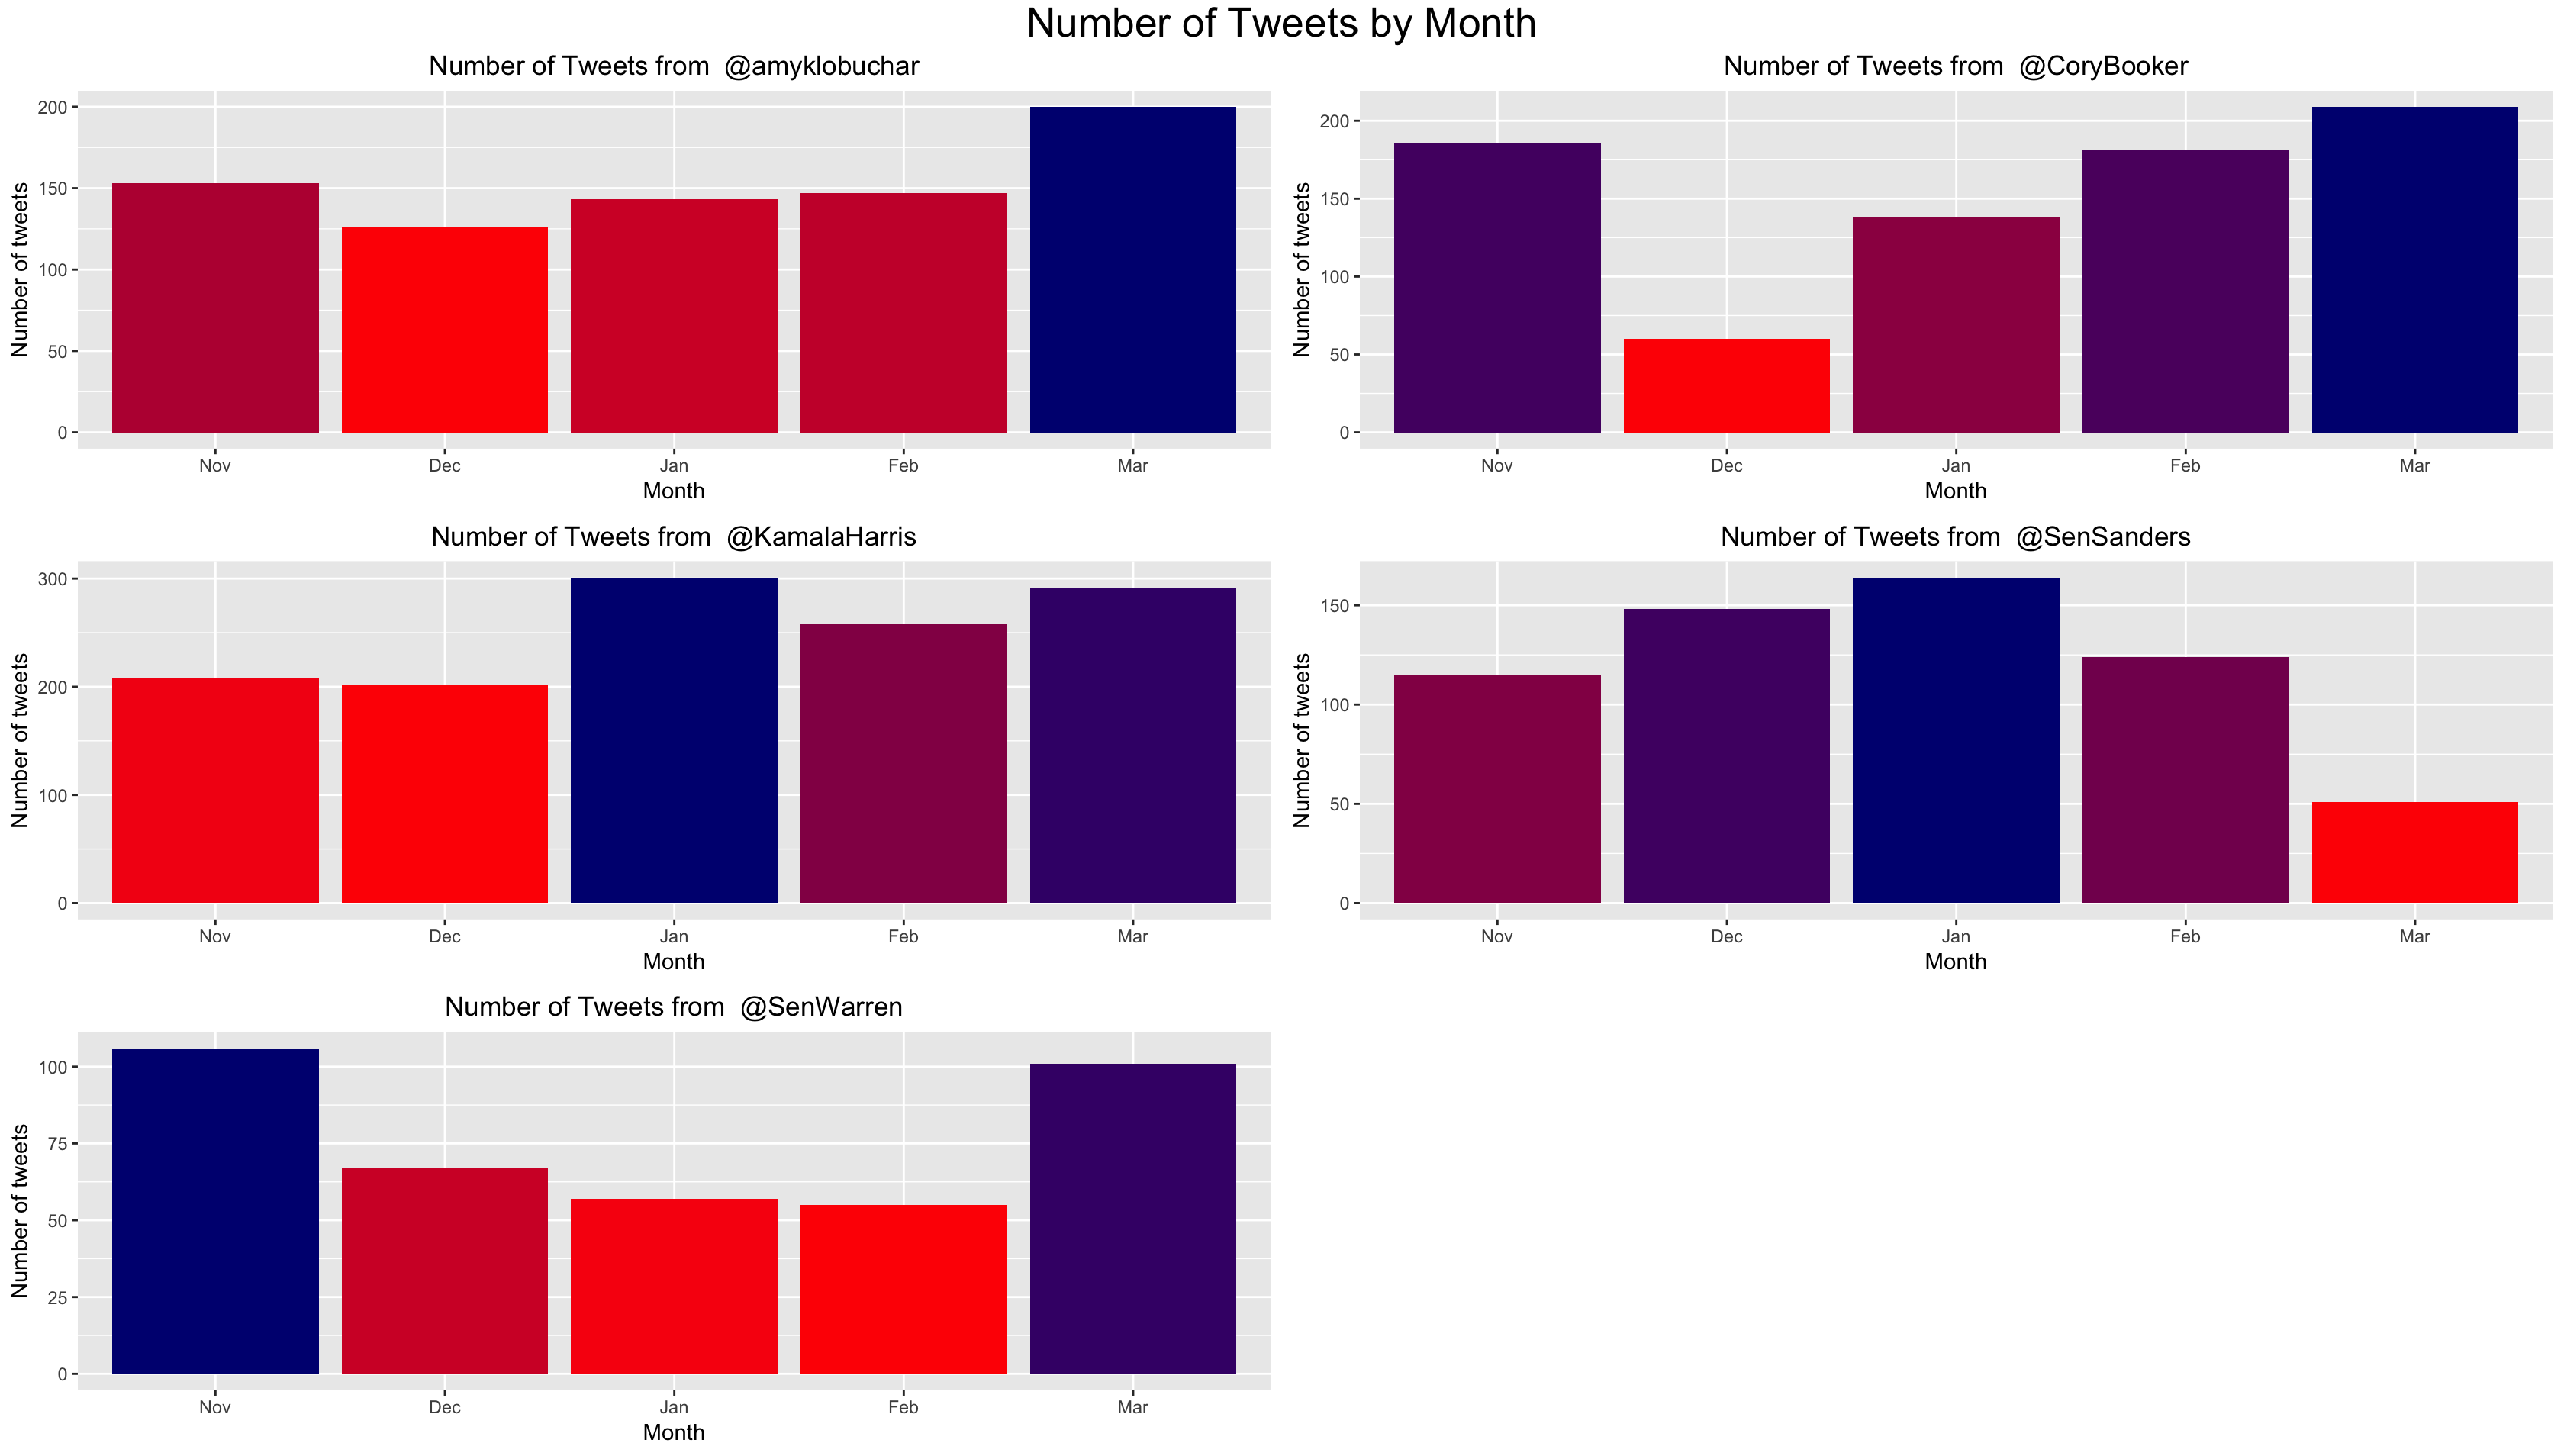 Number of Tweets by Month
Number of Tweets from  @amyklobuchar
Number of tweets
200
150
100
50
0
Nov Dec Jan Feb Mar
Month
Number of Tweets from  @CoryBooker
Number of tweets
200
150
100
50
0
Nov Dec Jan Feb Mar
Month
Number of Tweets from  @KamalaHarris
Number of tweets
300
200
100
0
Nov Dec Jan Feb Mar
Month
Number of Tweets from  @SenSanders
Number of tweets
150
100
50
0
Nov Dec Jan Feb Mar
Month
Number of Tweets from  @SenWarren
Number of tweets
100
75
50
25
0
Nov Dec Jan Feb Mar
Month